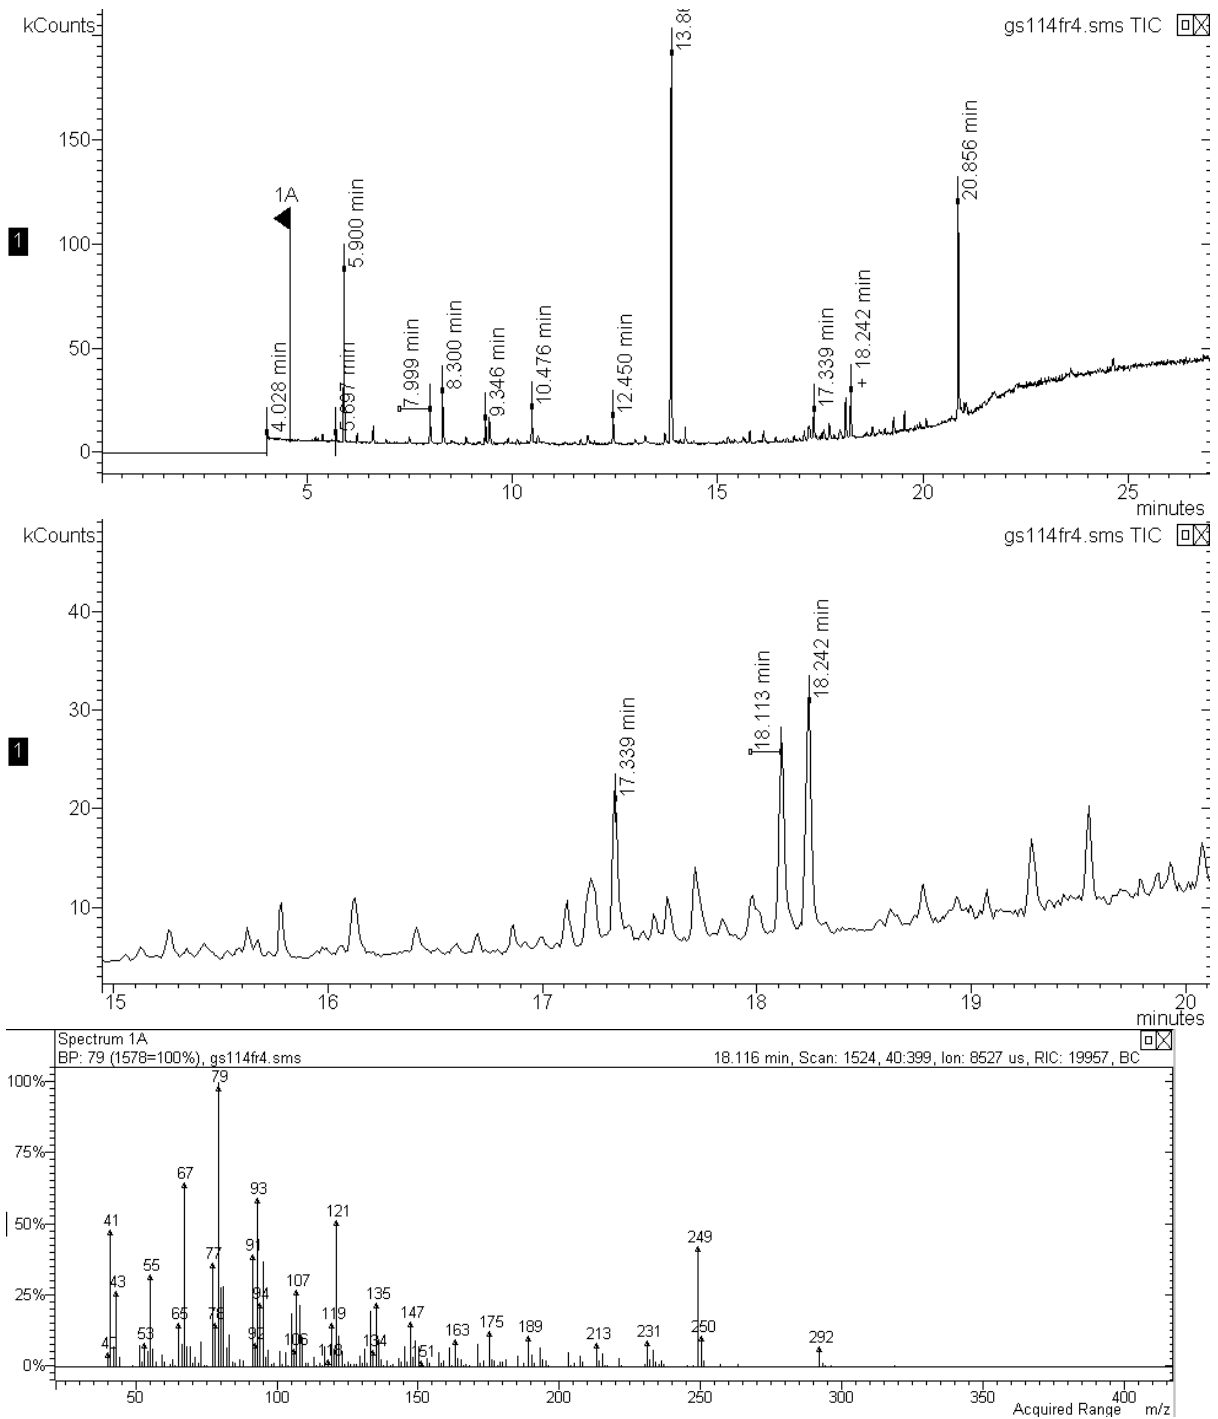 kCounts
gs114fr4.sms TIC
13.8
150
100
50
0
1
1A
4.028 min
5.697 min
5.900 min
7.999 min
8.300 min
9.346 min
10.476 min
12.450 min
17.339 min
+ 18.242 min
20.856 min
5 10 15 20 25
minutes
kCounts
gs114fr4.sms TIC
40
30
20
10
1
17.339 min
18.113 min
18.242 min
15 16 17 18 19 20
minutes
Spectrum 1A
BP: 79 (1578=100%), gs114fr4.sms
18.116 min, Scan: 1524, 40:399, Ion: 8527 us, RIC: 19957, BC
100%
75%
50%
25%
0%
79
67
93
121
41
249
91
77
55
43
107
94
135
65
78
119
147
175
53
92
106
118
134
151
163
189
213
231
250
292
50 100 150 200 250 300 350 400
Acquired Range m/z